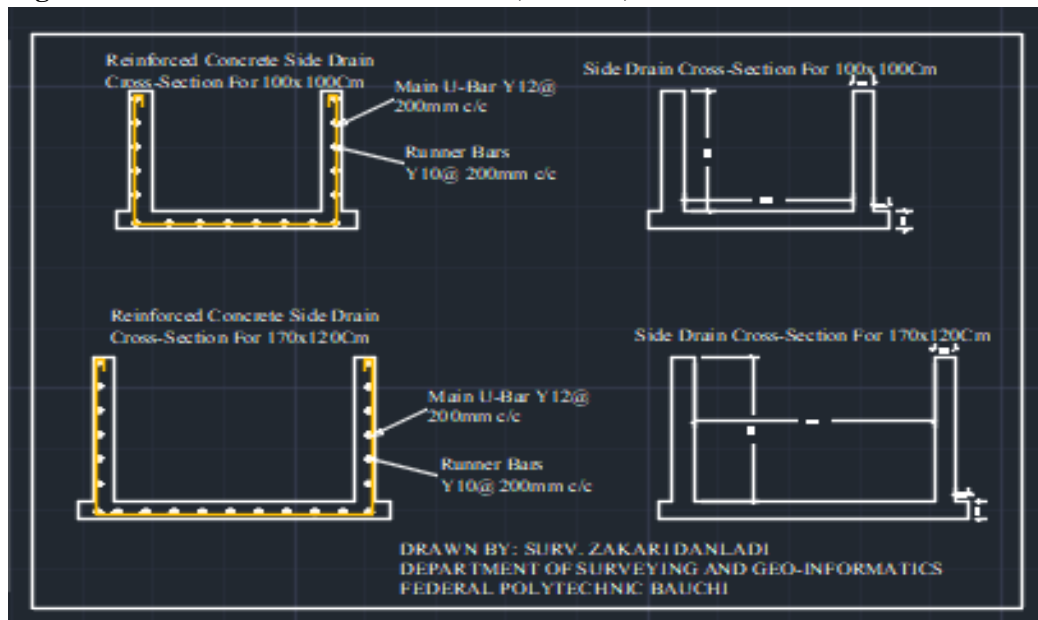 Reinforced Concrete Side Drain
Cross-Section For 100x100Cm
Main U-Bar Y12@
200mm c/c
Runner Bars
Y10@ 200mm c/c
Side Drain Cross-Section For 100x100Cm
Reinforced Concrete Side Drain
Cross-Section For 170x120Cm
Main U-Bar Y12@
200mm c/c
Runner Bars
Y10@ 200mm c/c
Side Drain Cross-Section For 170x120Cm
DRAWN BY: SURV. ZAKARI DANLADI
DEPARTMENT OF SURVEYING AND GEO-INFORMATICS
FEDERAL POLYTECHNIC BAUCHI